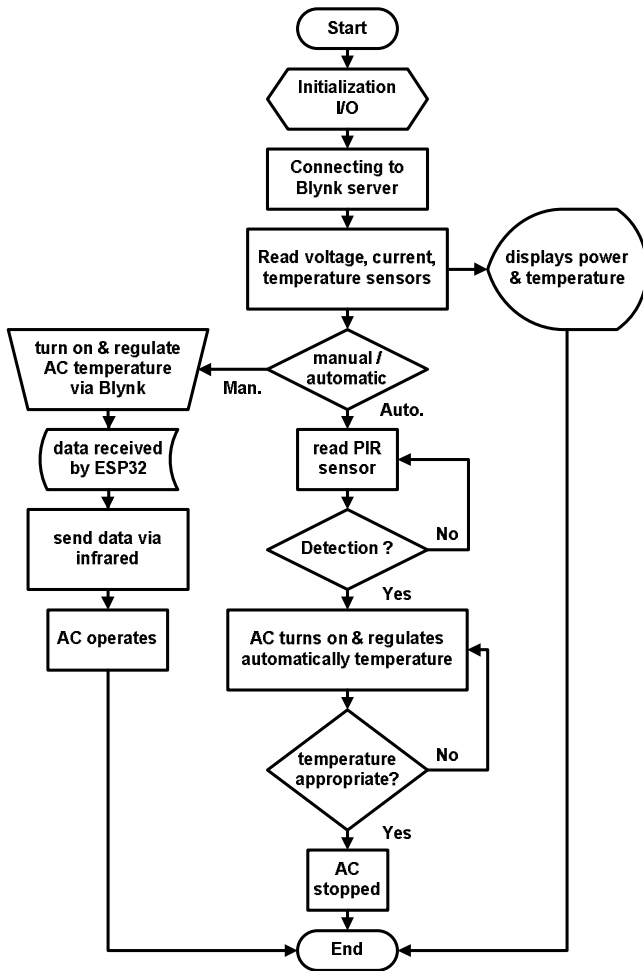 Start
Initialization
I/O
Connecting to
Blynk server
Read voltage, current,
temperature sensors
displays power
& temperature
manual /
automatic
Man.
Auto.
turn on & regulate
AC temperature
via Blynk
data received
by ESP32
send data via
infrared
AC operates
read PIR
sensor
Detection ?
No
Yes
AC turns on & regulates
automatically temperature
temperature
appropriate?
No
Yes
AC
stopped
End